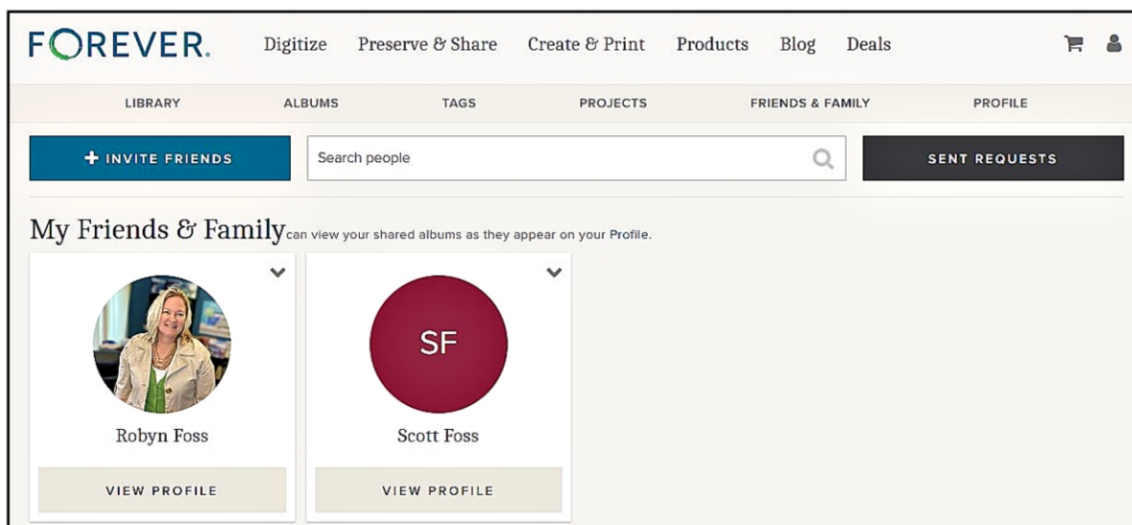 FOREVER. Digitize Preserve & Share Create & Print Products Blog Deals
LIBRARY ALBUMS TAGS PROJECTS FRIENDS & FAMILY PROFILE
+ INVITE FRIENDS Search people SENT REQUESTS
My Friends & Family can view your shared albums as they appear on your Profile.
SF
Robyn Foss Scott Foss
VIEW PROFILE VIEW PROFILE